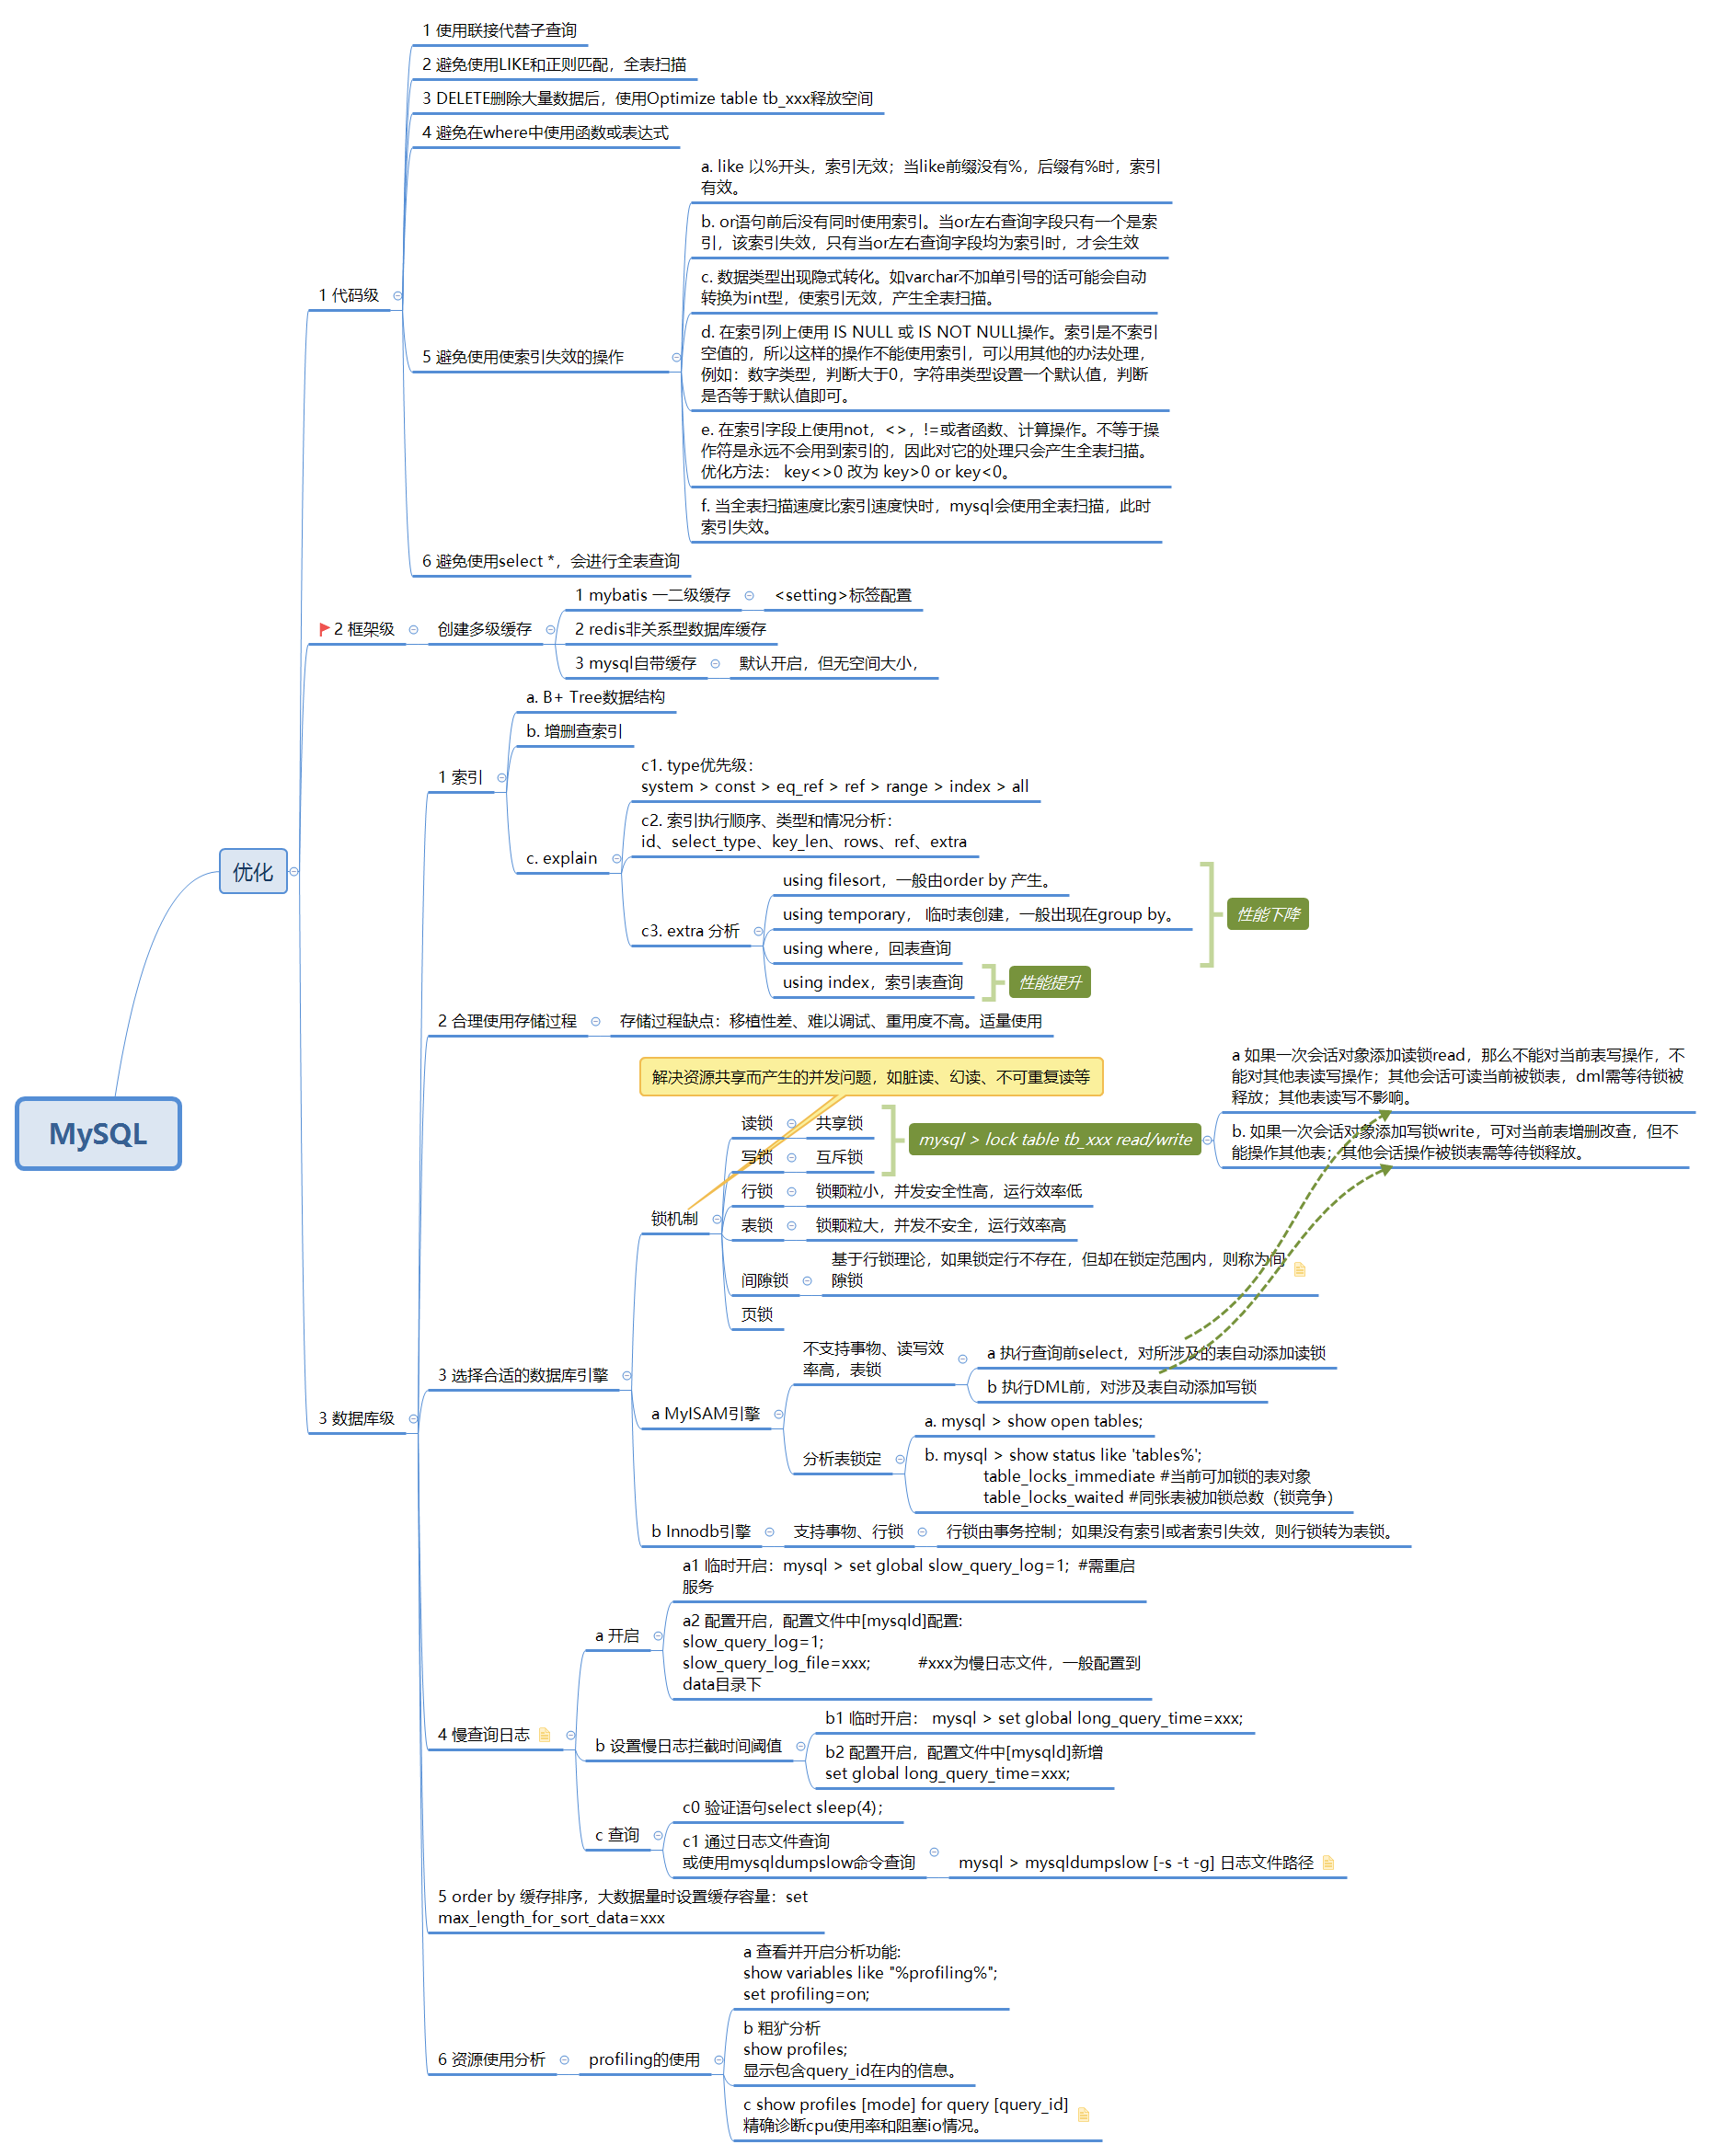 MySQL
优化
1 代码级
1 使用联接代替子查询
2 避免使用LIKE和正则匹配，全表扫描
3 DELETE删除大量数据后，使用Optimize table tb_xxx释放空间
4 避免在where中使用函数或表达式
5 避免使用使索引失效的操作
a. like 以%开头，索引无效；当like前缀没有%，后缀有%时，索引
有效。
b. or语句前后没有同时使用索引。当or左右查询字段只有一个是索
引，该索引失效，只有当or左右查询字段均为索引时，才会生效
c. 数据类型出现隐式转化。如varchar不加单引号的话可能会自动
转换为int型，使索引无效，产生全表扫描。
d. 在索引列上使用 IS NULL 或 IS NOT NULL操作。索引是不索引
空值的，所以这样的操作不能使用索引，可以用其他的办法处理，
例如：数字类型，判断大于0，字符串类型设置一个默认值，判断
是否等于默认值即可。
e. 在索引字段上使用not，<>，!=或者函数、计算操作。不等于操
作符是永远不会用到索引的，因此对它的处理只会产生全表扫描。
优化方法： key<>0 改为 key>0 or key<0。
f. 当全表扫描速度比索引速度快时，mysql会使用全表扫描，此时
索引失效。
6 避免使用select *，会进行全表查询
2 框架级
创建多级缓存
1 mybatis 一二级缓存
<setting>标签配置
2 redis非关系型数据库缓存
3 mysql自带缓存
默认开启，但无空间大小，
3 数据库级
1 索引
a. B+ Tree数据结构
b. 增删查索引
c. explain
c1. type优先级：
system > const > eq_ref > ref > range > index > all
c2. 索引执行顺序、类型和情况分析：
id、select_type、key_len、rows、ref、extra
c3. extra 分析
using filesort，一般由order by 产生。
using temporary， 临时表创建，一般出现在group by。
using where，回表查询
性能下降
using index，索引表查询
性能提升
2 合理使用存储过程
存储过程缺点：移植性差、难以调试、重用度不高。适量使用
3 选择合适的数据库引擎
解决资源共享而产生的并发问题，如脏读、幻读、不可重复读等
锁机制
读锁
共享锁
写锁
互斥锁
mysql > lock table tb_xxx read/write
a 如果一次会话对象添加读锁read，那么不能对当前表写操作，不
能对其他表读写操作；其他会话可读当前被锁表，dml需等待锁被
释放；其他表读写不影响。
b. 如果一次会话对象添加写锁write，可对当前表增删改查，但不
能操作其他表；其他会话操作被锁表需等待锁释放。
行锁
锁颗粒小，并发安全性高，运行效率低
表锁
锁颗粒大，并发不安全，运行效率高
间隙锁
基于行锁理论，如果锁定行不存在，但却在锁定范围内，则称为间
隙锁
页锁
a MyISAM引擎
不支持事物、读写效
率高，表锁
a 执行查询前select，对所涉及的表自动添加读锁
b 执行DML前，对涉及表自动添加写锁
分析表锁定
a. mysql > show open tables;
b. mysql > show status like 'tables%';
table_locks_immediate #当前可加锁的表对象
table_locks_waited #同张表被加锁总数（锁竞争）
b Innodb引擎
支持事物、行锁
行锁由事务控制；如果没有索引或者索引失效，则行锁转为表锁。
4 慢查询日志
a 开启
a1 临时开启：mysql > set global slow_query_log=1; #需重启
服务
a2 配置开启，配置文件中[mysqld]配置:
slow_query_log=1;
slow_query_log_file=xxx; #xxx为慢日志文件，一般配置到
data目录下
b 设置慢日志拦截时间阈值
b1 临时开启： mysql > set global long_query_time=xxx;
b2 配置开启，配置文件中[mysqld]新增
set global long_query_time=xxx;
c 查询
c0 验证语句select sleep(4)；
c1 通过日志文件查询
或使用mysqldumpslow命令查询
mysql > mysqldumpslow [-s -t -g] 日志文件路径
5 order by 缓存排序，大数据量时设置缓存容量：set
max_length_for_sort_data=xxx
6 资源使用分析
profiling的使用
a 查看并开启分析功能:
show variables like "%profiling%";
set profiling=on;
b 粗犷分析
show profiles;
显示包含query_id在内的信息。
c show profiles [mode] for query [query_id]
精确诊断cpu使用率和阻塞io情况。